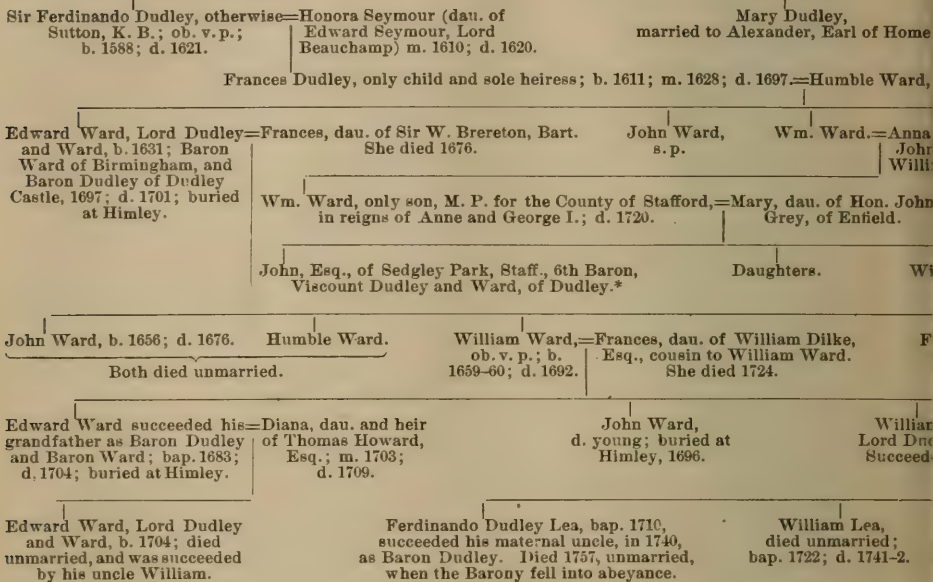 Sir Ferdinando Dudley, otherwise=Honora Seymour (dau. of
Sutton, K. B.; ob. v. p.; Edward Seymour, Lord
b. 1588; d. 1621. Beauchamp) m. 1610; d. 1620.
Mary Dudley,
married to Alexander, Earl of Home
Frances Dudley, only child and sole heiress; b. 1611; m. 1628; d. 1697.=Humble Ward,
Edward Ward, Lord Dudley=Frances, dau. of Sir W. Brereton, Bart.
and Ward, b. 1631; Baron She died 1676.
Ward of Birmingham, and
Baron Dudley of Dudley
Castle, 1697; d. 1701; buried
at Himley.
John Ward,
s. p.
Wm. Ward.=Anna
John
Willi
Wm. Ward, only son, M. P. for the County of Stafford,=Mary, dau. of Hon. John
in reigns of Anne and George I.; d. 1720. Grey, of Enfield.
John, Esq., of Sedgley Park, Staff., 6th Baron,
Viscount Dudley and Ward, of Dudley.*
Daughters.
Wi
John Ward, b. 1656; d. 1676. Humble Ward.
Both died unmarried.
William Ward,=Frances, dau. of William Dilke,
ob. v. p.; b. Esq., cousin to William Ward.
1659-60; d. 1692. She died 1724.
F
Edward Ward succeeded his=Diana, dau. and heir
grandfather as Baron Dudley of Thomas Howard,
and Baron Ward; bap. 1683; Esq.; m. 1703;
d. 1704; buried at Himley. d. 1709.
John Ward,
d. young; buried at
Himley, 1696.
Willian
Lord Dud
Succeede
Edward Ward, Lord Dudley
and Ward, b. 1704; died
unmarried, and was succeeded
by his uncle William.
Ferdinando Dudley Lea, bap. 1710,
succeeded his maternal uncle, in 1740,
as Baron Dudley. Died 1757, unmarried,
when the Barony fell into abeyance.
William Lea,
died unmarried;
bap. 1722; d. 1741-2.